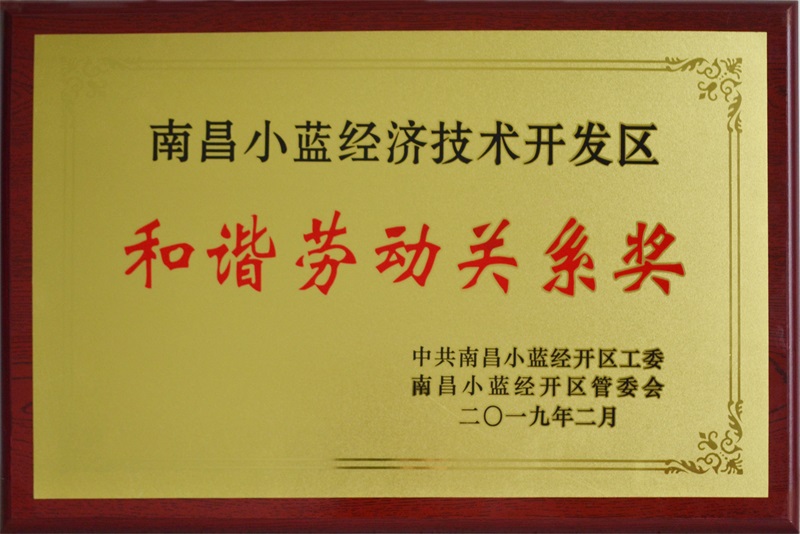 南昌小蓝经济技术开发区
和谐劳动关系奖
中共南昌小蓝经开区工委
南昌小蓝经开区管委会
二〇一九年二月